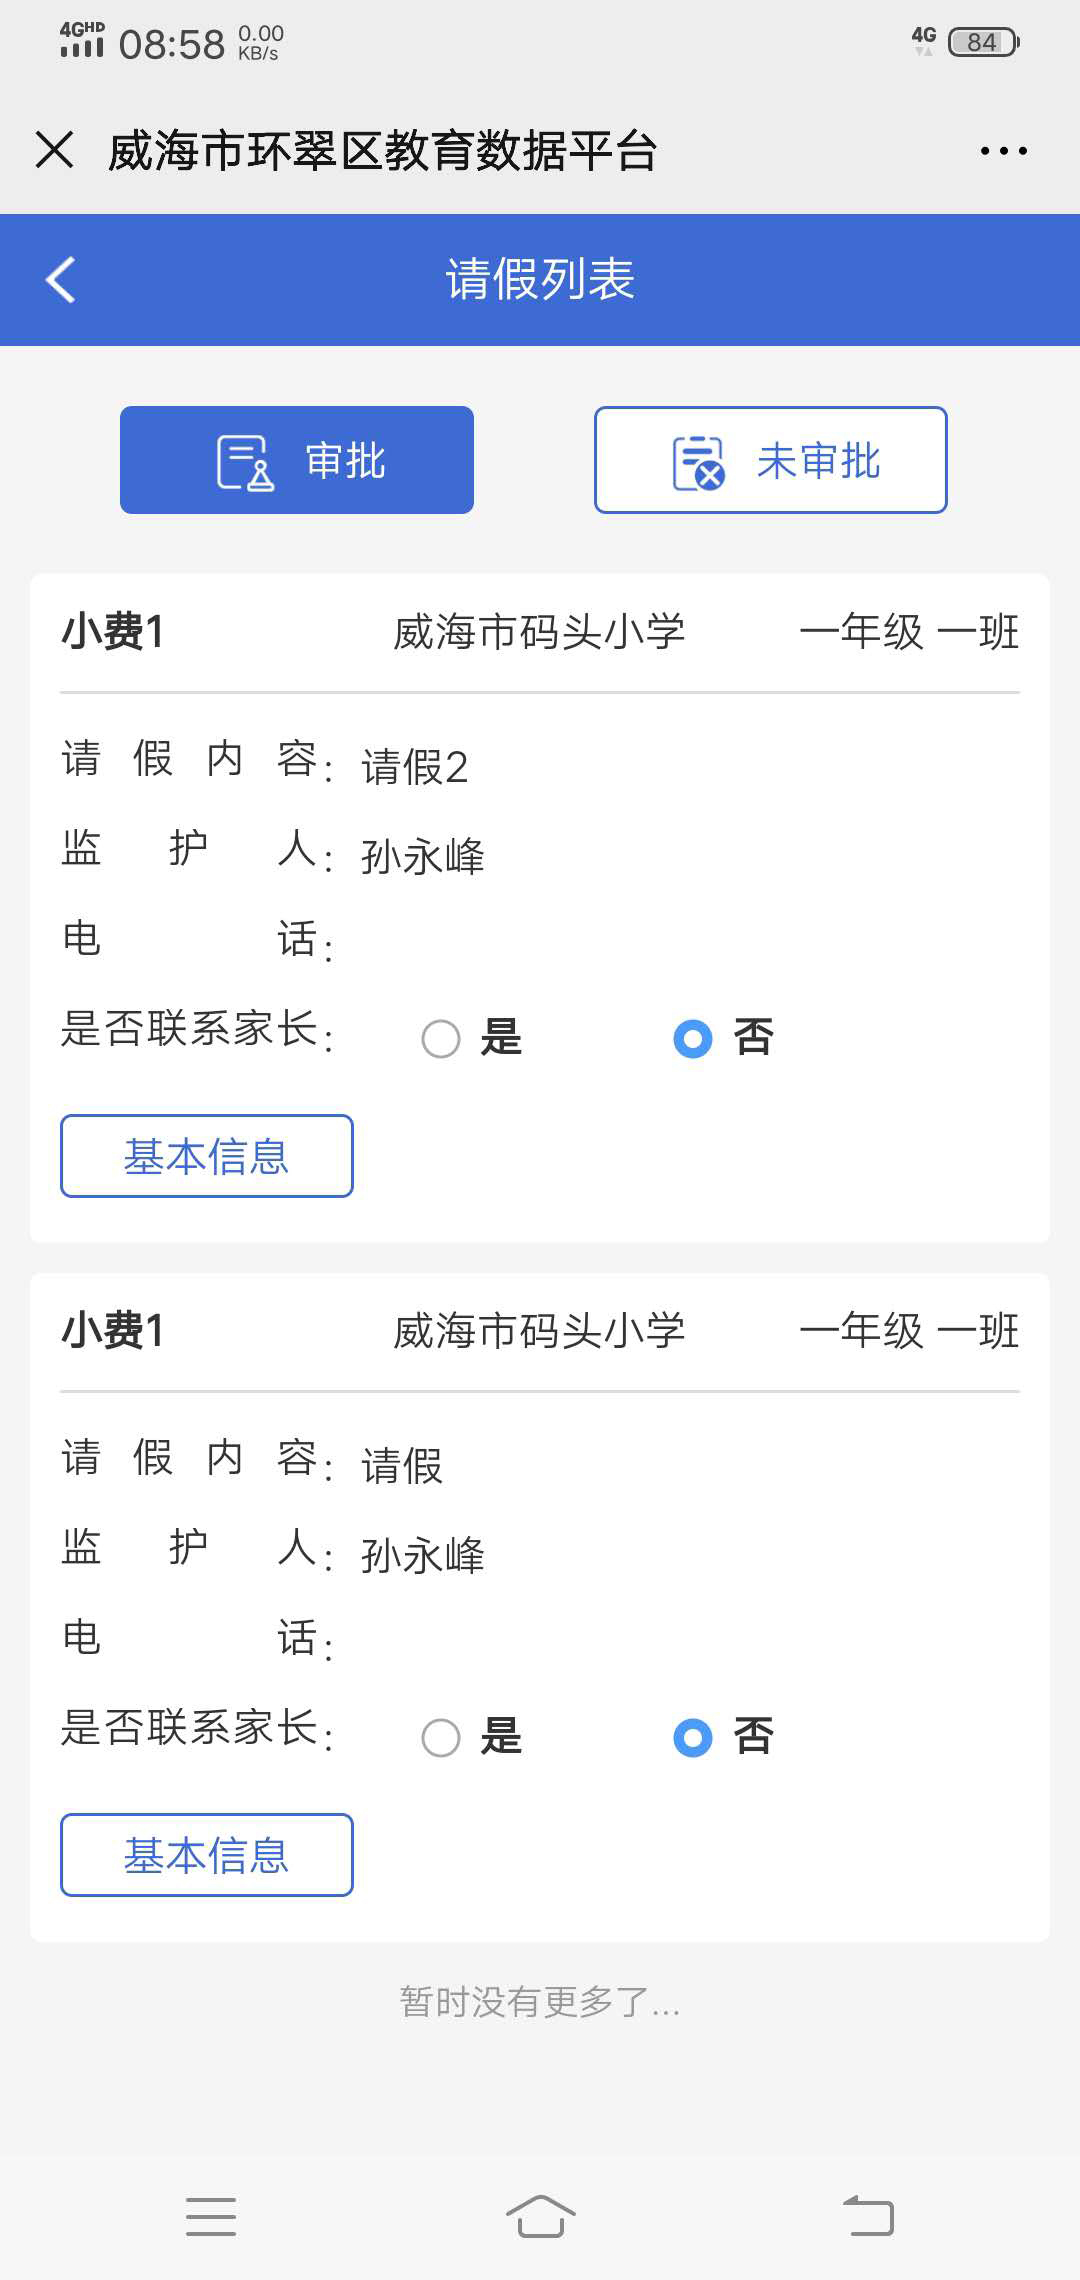 4GHD 08:58 0.00 KB/s 4G 84
威海市环翠区教育数据平台
请假列表
审批 未审批
小费1 威海市码头小学 一年级 一班
请假内容: 请假2
监护人: 孙永峰
电话:
是否联系家长: 是 否
基本信息
小费1 威海市码头小学 一年级 一班
请假内容: 请假
监护人: 孙永峰
电话:
是否联系家长: 是 否
基本信息
暂时没有更多了...